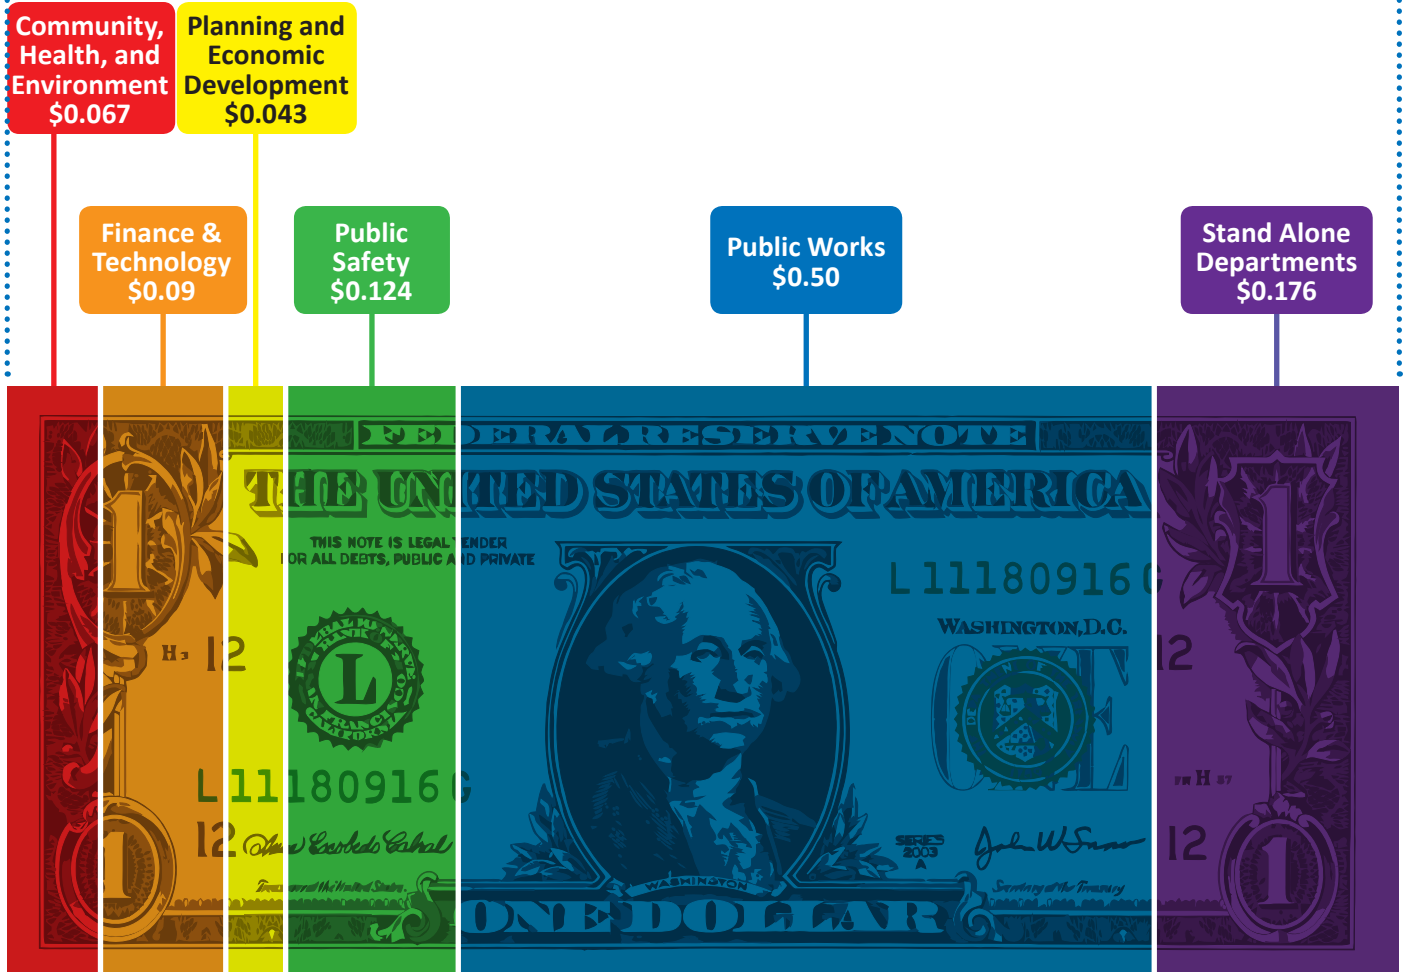 Community,
Health, and
Environment
$0.067
Planning and
Economic
Development
$0.043
Finance &
Technology
$0.09
Public
Safety
$0.124
Public Works
$0.50
Stand Alone
Departments
$0.176
FEDERAL RESERVE NOTE
THE UNITED STATES OF AMERICA
THIS NOTE IS LEGAL TENDER
FOR ALL DEBTS, PUBLIC AND PRIVATE
L 11180916 G
WASHINGTON, D.C.
H 3 12
12
L
L 11180916 G
FW H 37
12
SERIES
2003
A
12
Secretary of the Treasury
WASHINGTON
ONE DOLLAR
1
1
1
1